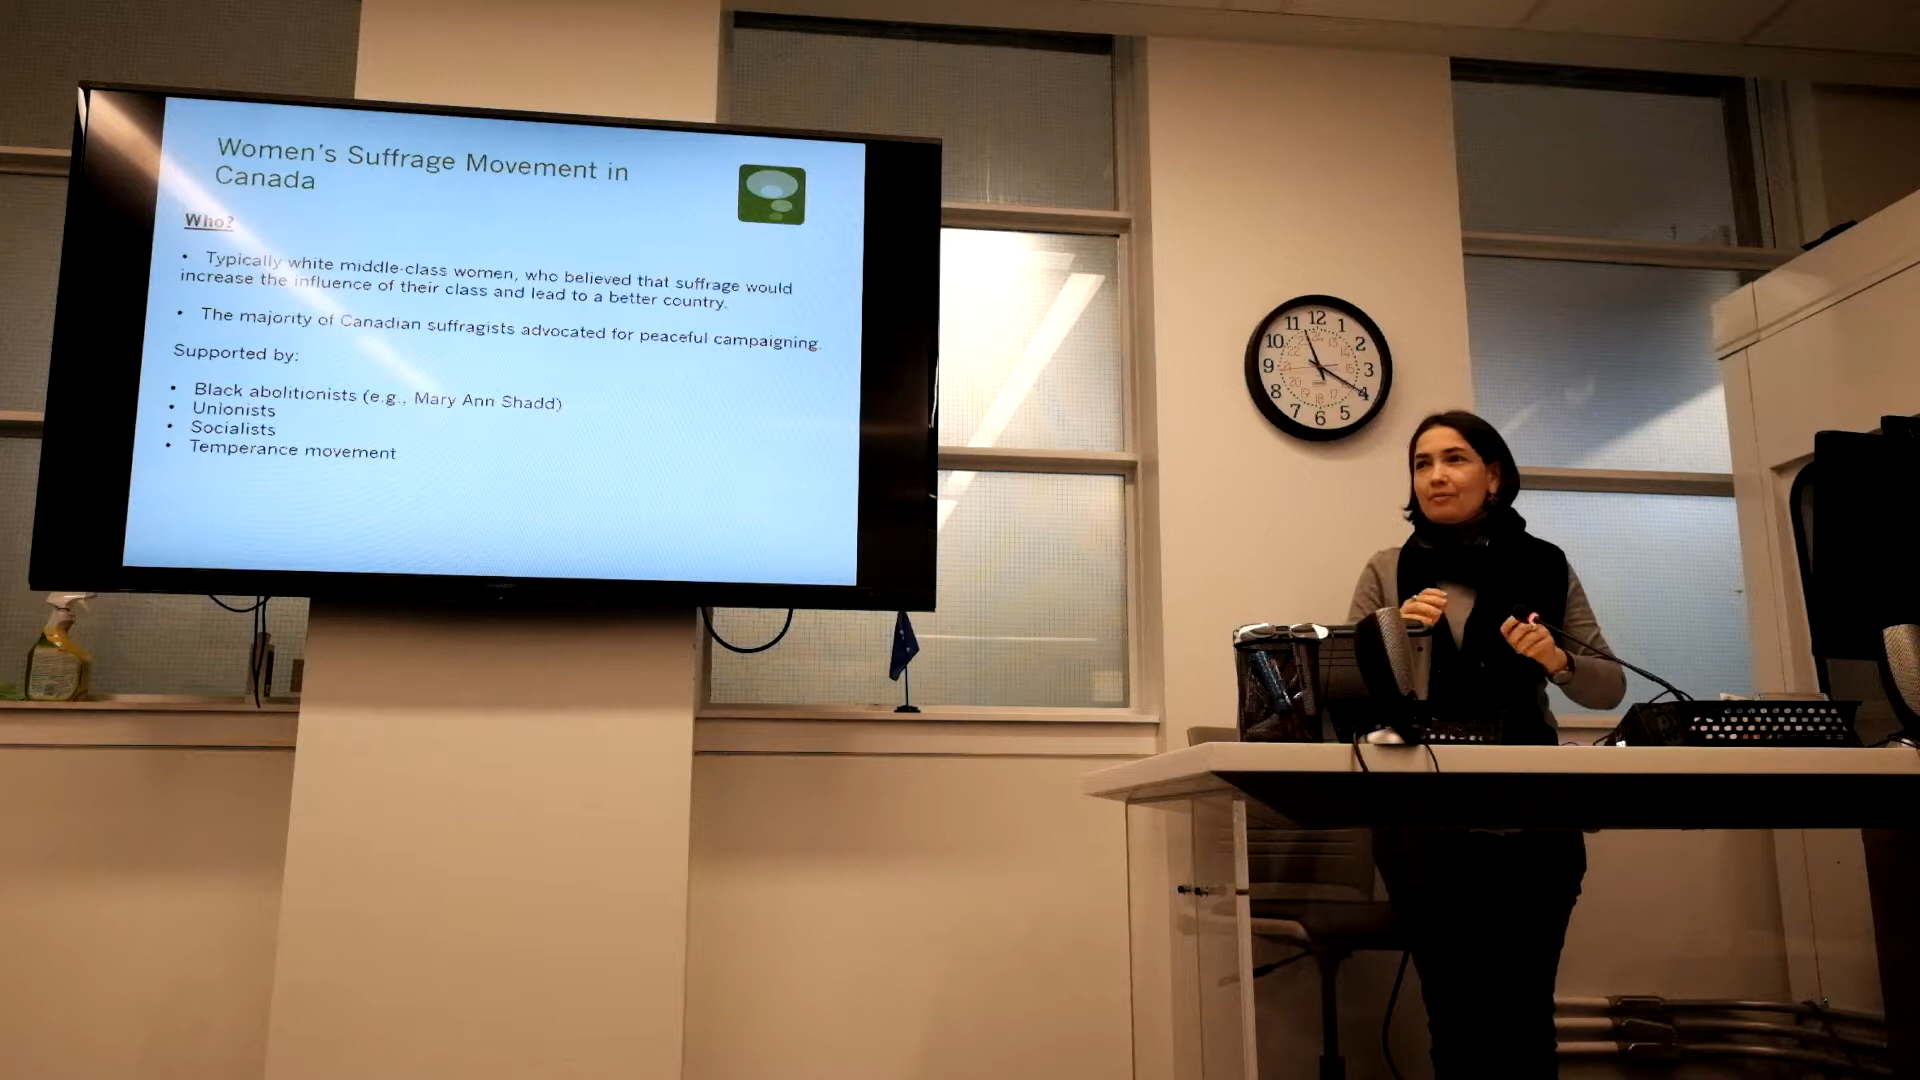 Women's Suffrage Movement in
Canada
Who?
• Typically white middle-class women, who believed that suffrage would
increase the influence of their class and lead to a better country.
• The majority of Canadian suffragists advocated for peaceful campaigning.
Supported by:
• Black abolitionists (e.g., Mary Ann Shadd)
• Unionists
• Socialists
• Temperance movement
12
1
2
3
4
5
6
7
8
9
10
11